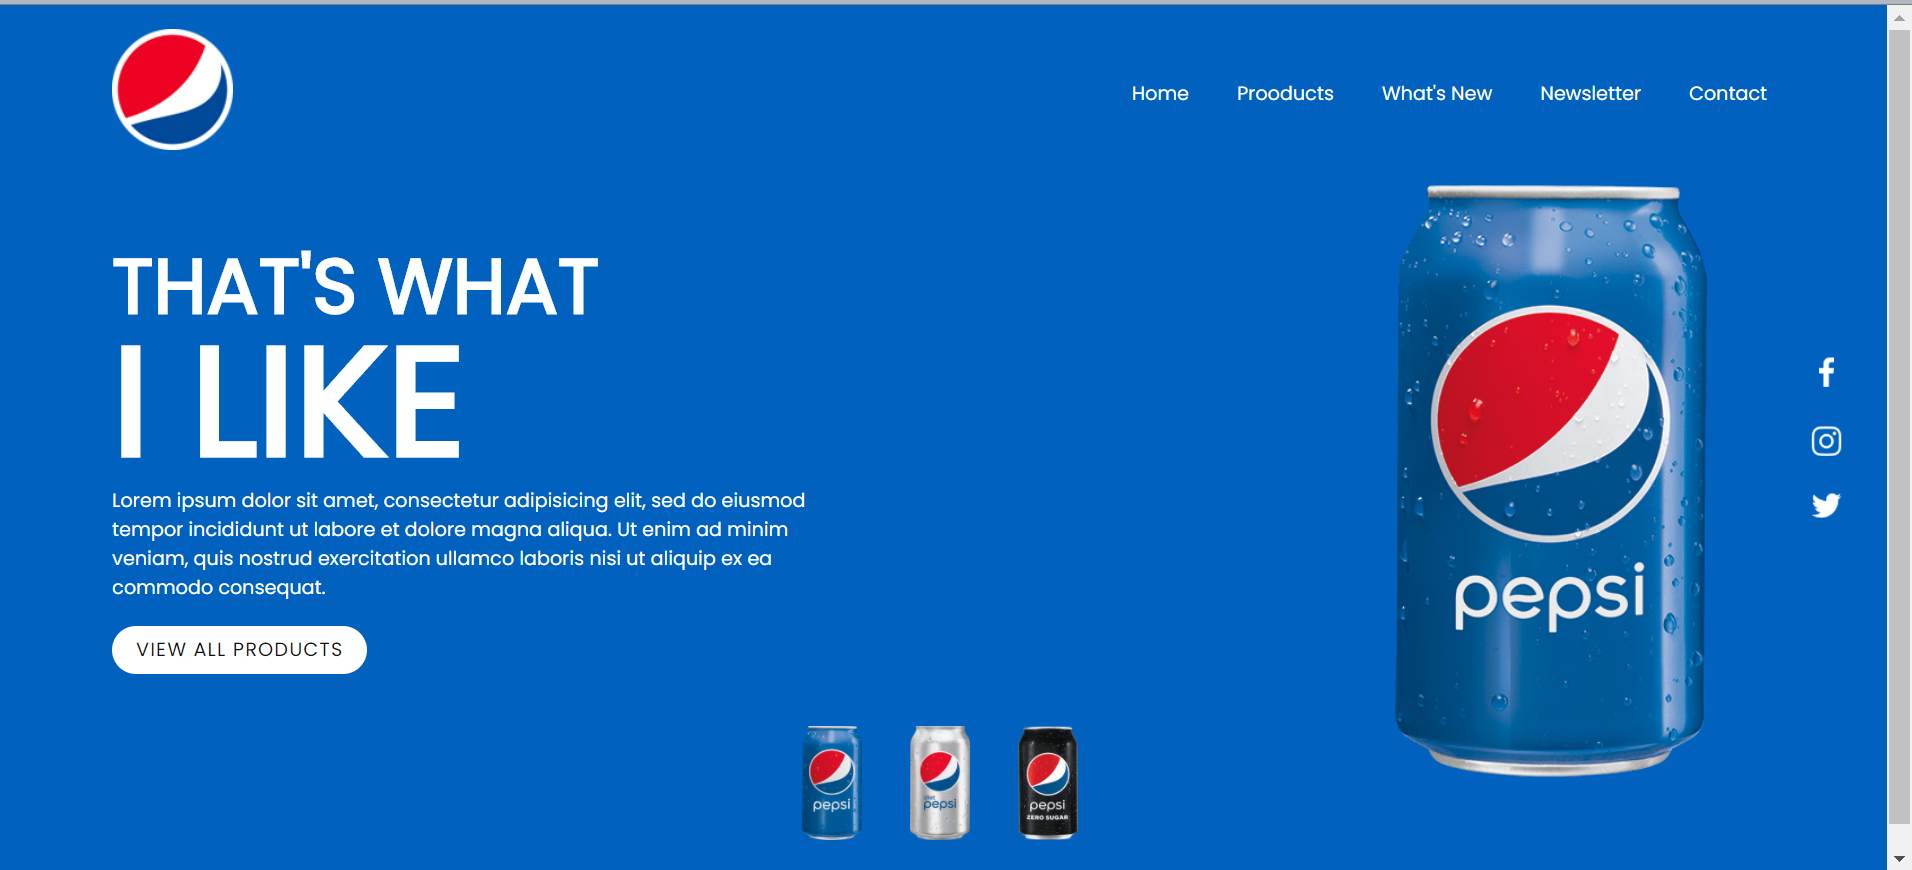 Home Prooducts What's New Newsletter Contact
THAT'S WHAT
I LIKE
Lorem ipsum dolor sit amet, consectetur adipisicing elit, sed do eiusmod
tempor incididunt ut labore et dolore magna aliqua. Ut enim ad minim
veniam, quis nostrud exercitation ullamco laboris nisi ut aliquip ex ea
commodo consequat.
VIEW ALL PRODUCTS
pepsi
pepsi
diet
pepsi
pepsi
ZERO SUGAR